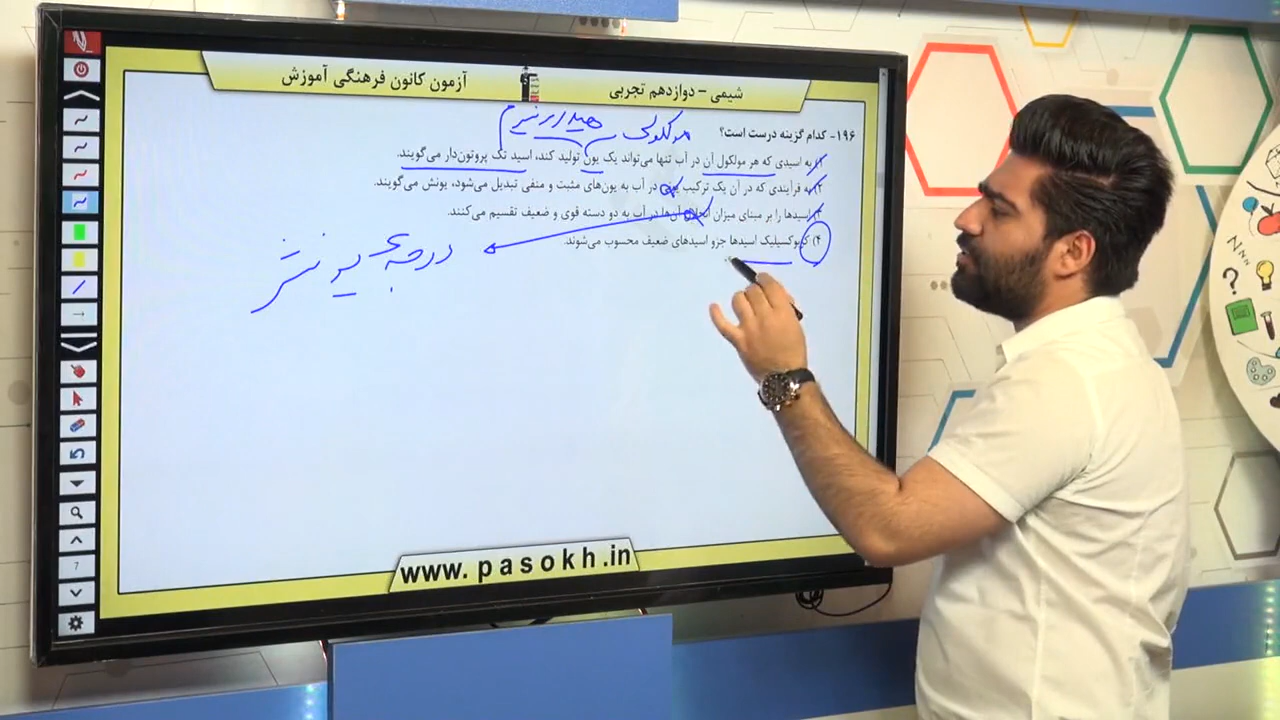 آزمون کانون فرهنگی آموزش
شیمی - دوازدهم تجربی
مولکولی هیدرونیوم
۱۹۶- کدام گزینه درست است؟
۱) به اسیدی که هر مولکول آن در آب تنها می‌تواند یک یون تولید کند، اسید تک پروتون‌دار می‌گویند.
۲) به فرآیندی که در آن یک ترکیب در آب به یون‌های مثبت و منفی تبدیل می‌شود، یونش می‌گویند.
۳) اسیدها را بر مبنای میزان انحلال آن‌ها در آب به دو دسته قوی و ضعیف تقسیم می‌کنند.
۴) کربوکسیلیک اسیدها جزو اسیدهای ضعیف محسوب می‌شوند.
درجه یونش
www. pasokh .in
7